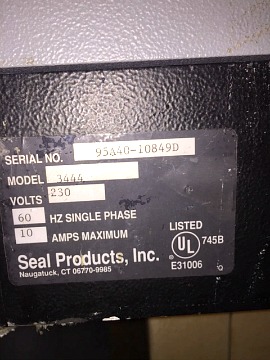 SERIAL NO. 95A40-10849D
MODEL 3444
VOLTS 230
60 HZ SINGLE PHASE
10 AMPS MAXIMUM
LISTED
UL 745B
E31006
Seal Products, Inc.
Naugatuck, CT 06770-9985